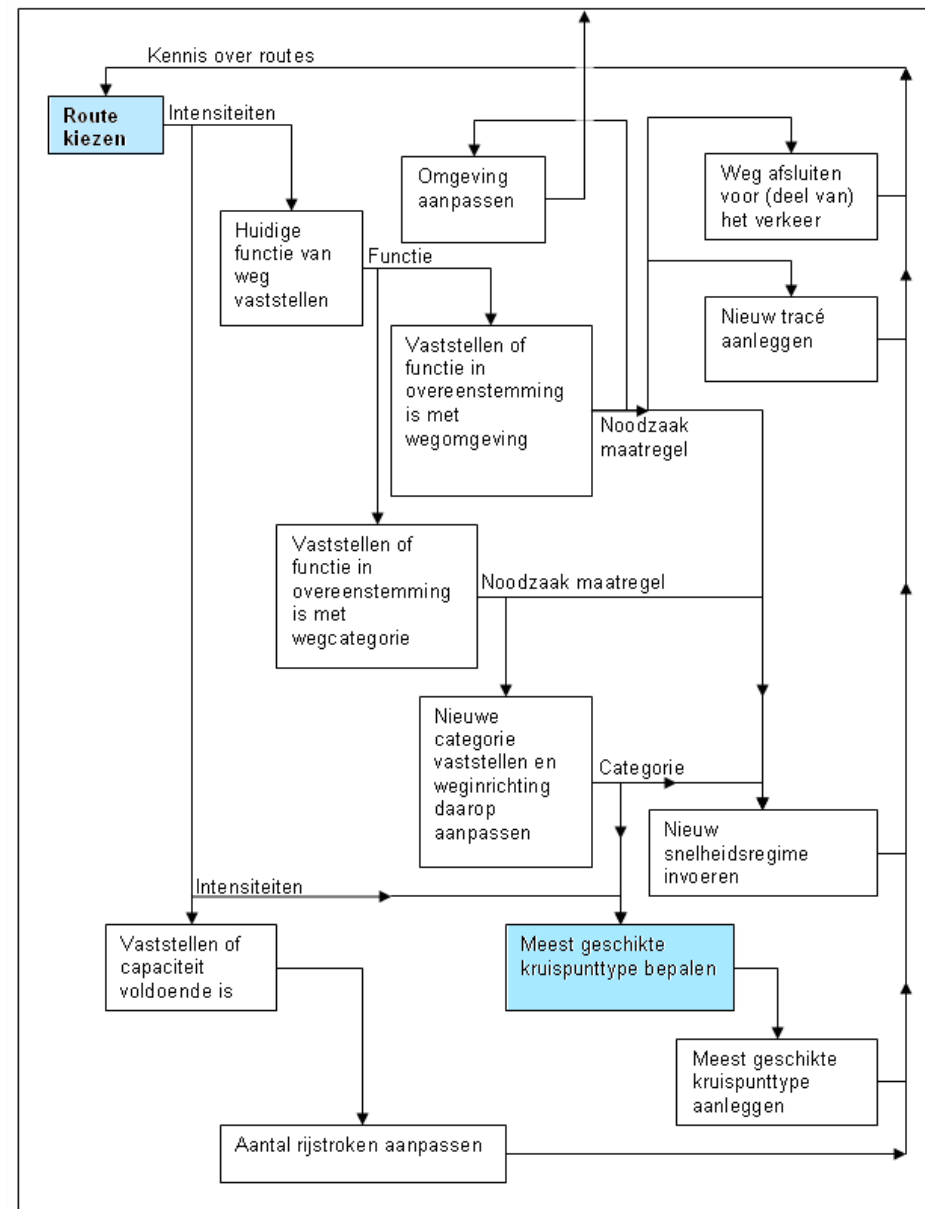 Kennis over routes
Route
kiezen
Intensiteiten
Omgeving
aanpassen
Weg afsluiten
voor (deel van)
het verkeer
Huidige
functie van
weg
vaststellen
Functie
Nieuw tracé
aanleggen
Vaststellen of
functie in
overeenstemming
is met
wegomgeving
Noodzaak
maatregel
Vaststellen of
functie in
overeenstemming
is met
wegcategorie
Noodzaak maatregel
Nieuwe
categorie
vaststellen en
weginrichting
daarop
aanpassen
Categorie
Nieuw
snelheidsregime
invoeren
Intensiteiten
Vaststellen of
capaciteit
voldoende is
Meest geschikte
kruispunttype bepalen
Meest geschikte
kruispunttype
aanleggen
Aantal rijstroken aanpassen